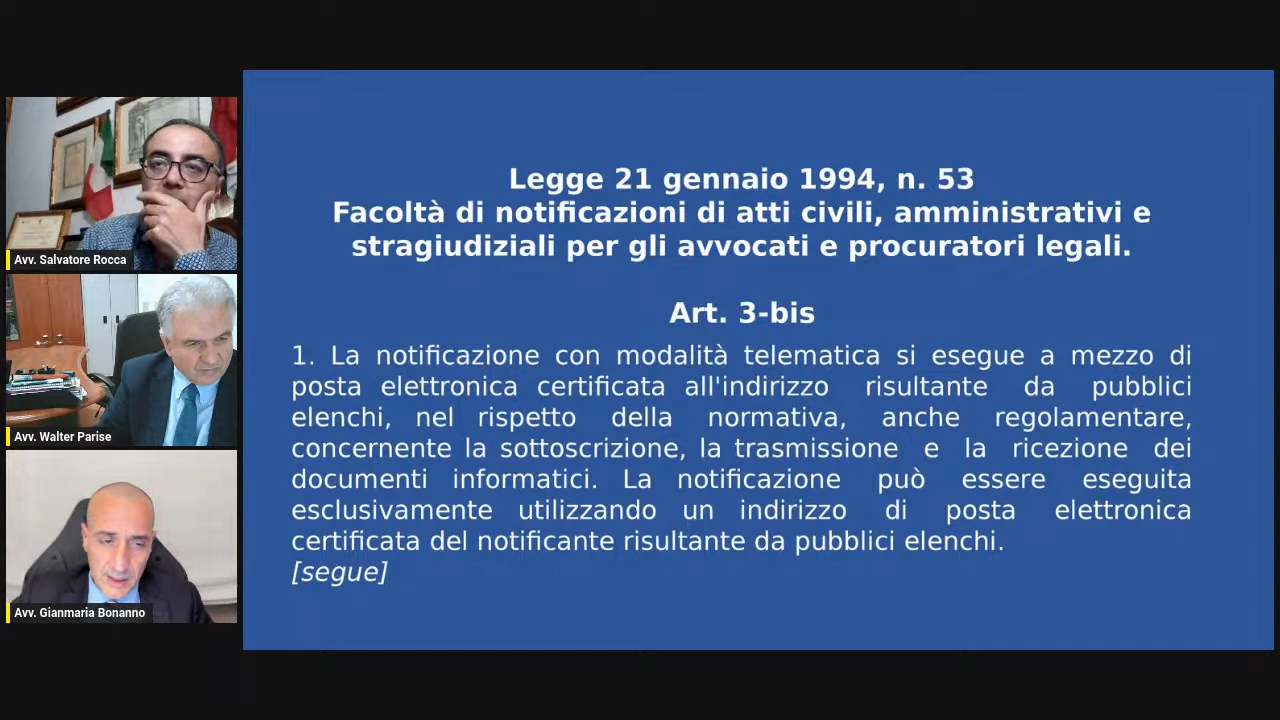 Avv. Salvatore Rocca
Avv. Walter Parise
Avv. Gianmaria Bonanno
Legge 21 gennaio 1994, n. 53
Facoltà di notificazioni di atti civili, amministrativi e
stragiudiziali per gli avvocati e procuratori legali.
Art. 3-bis
1. La notificazione con modalità telematica si esegue a mezzo di
posta elettronica certificata all'indirizzo risultante da pubblici
elenchi, nel rispetto della normativa, anche regolamentare,
concernente la sottoscrizione, la trasmissione e la ricezione dei
documenti informatici. La notificazione può essere eseguita
esclusivamente utilizzando un indirizzo di posta elettronica
certificata del notificante risultante da pubblici elenchi.
[segue]